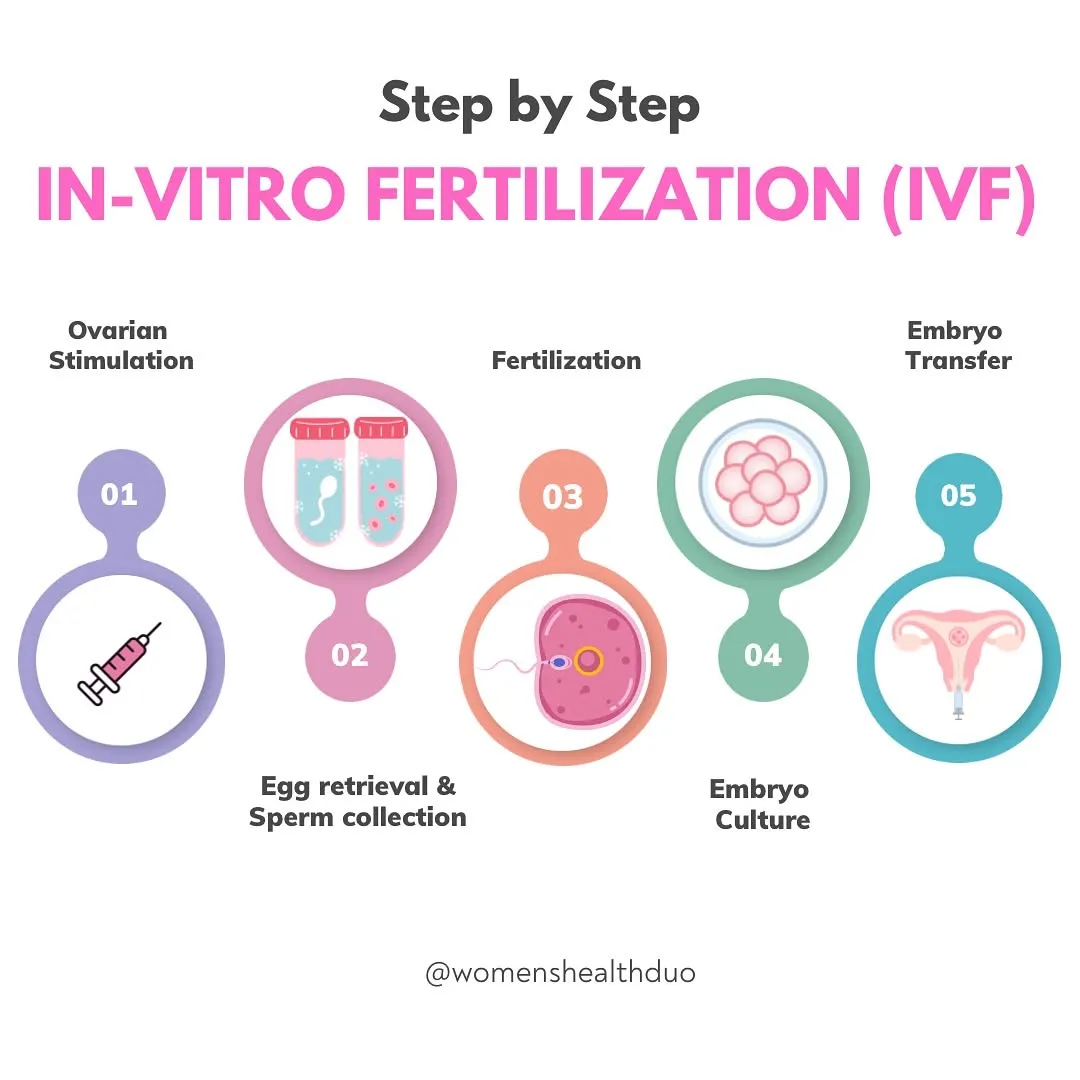 Step by Step
IN-VITRO FERTILIZATION (IVF)
Ovarian
Stimulation
01
02
Egg retrieval &
Sperm collection
Fertilization
03
04
Embryo
Culture
Embryo
Transfer
05
@womenshealthduo